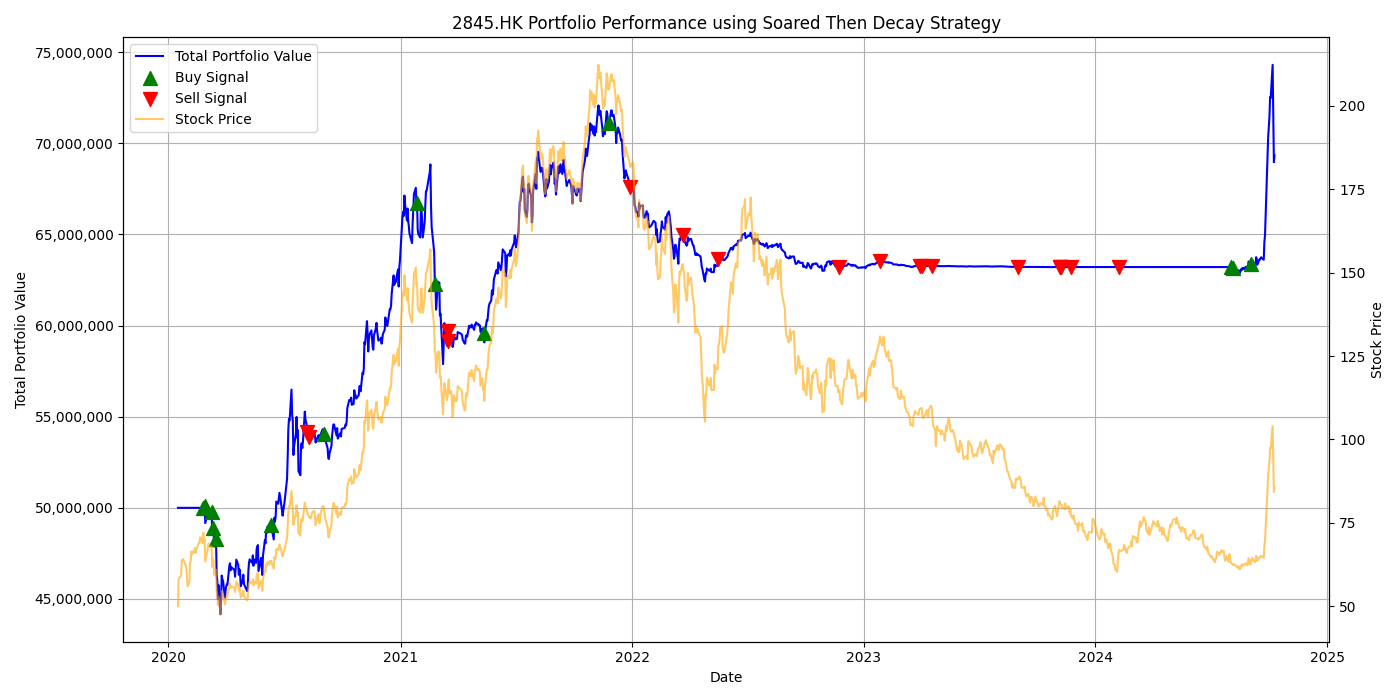 2845.HK Portfolio Performance using Soared Then Decay Strategy
75,000,000
70,000,000
65,000,000
60,000,000
55,000,000
50,000,000
45,000,000
Total Portfolio Value
Total Portfolio Value
Buy Signal
Sell Signal
Stock Price
200
175
150
125
100
75
50
Stock Price
2020
2021
2022
2023
2024
2025
Date